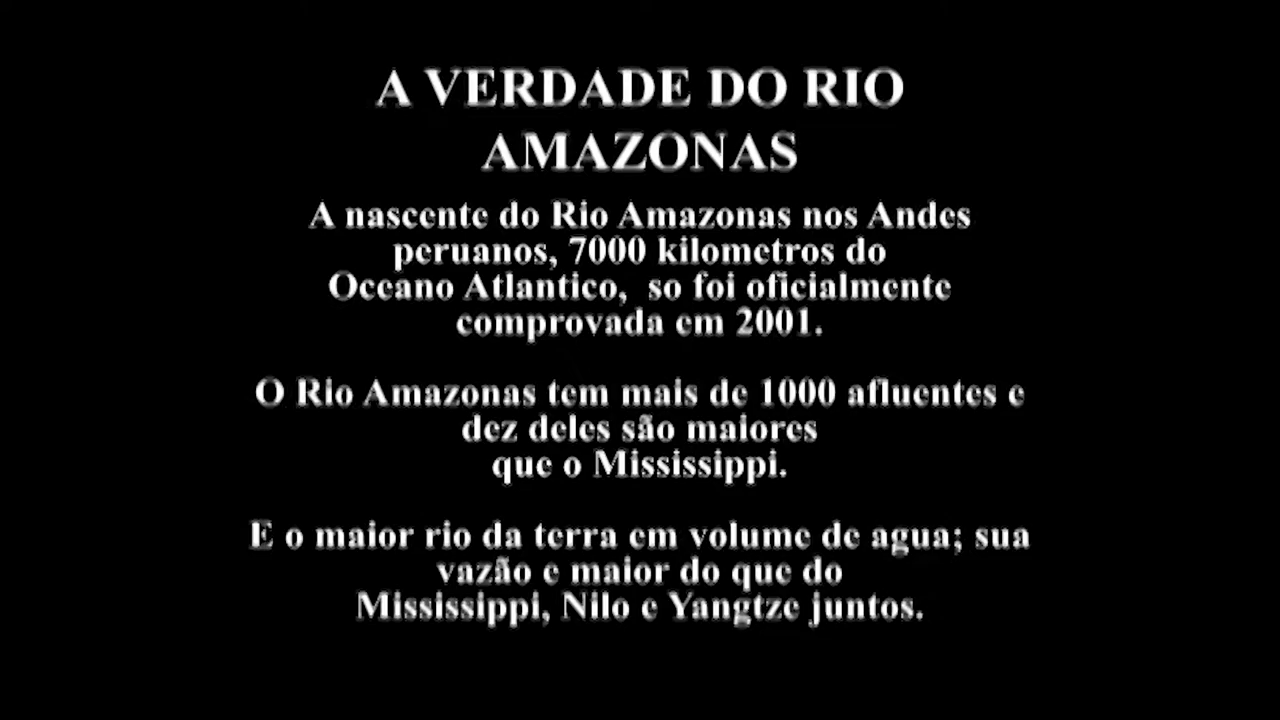 A VERDADE DO RIO
AMAZONAS
A nascente do Rio Amazonas nos Andes
peruanos, 7000 kilometros do
Oceano Atlantico, so foi oficialmente
comprovada em 2001.
O Rio Amazonas tem mais de 1000 afluentes e
dez deles são maiores
que o Mississippi.
E o maior rio da terra em volume de agua; sua
vazão e maior do que do
Mississippi, Nilo e Yangtze juntos.